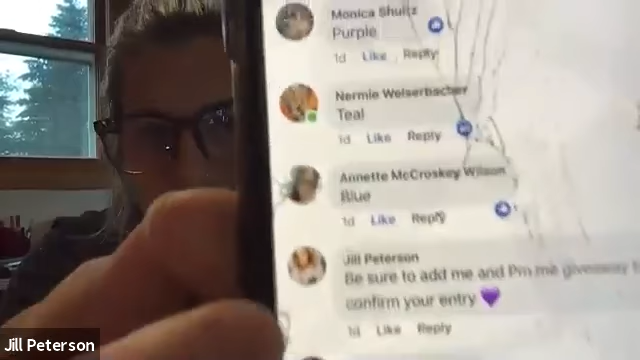 Monica Shultz
Purple
1d Like Reply
Nermie Weiserbacher
Teal
1d Like Reply
Annette McCroskey Wilson
Blue
1d Like Reply
Jill Peterson
Be sure to add me and Pm me giveaway
confirm your entry 💜
1d Like Reply
Jill Peterson